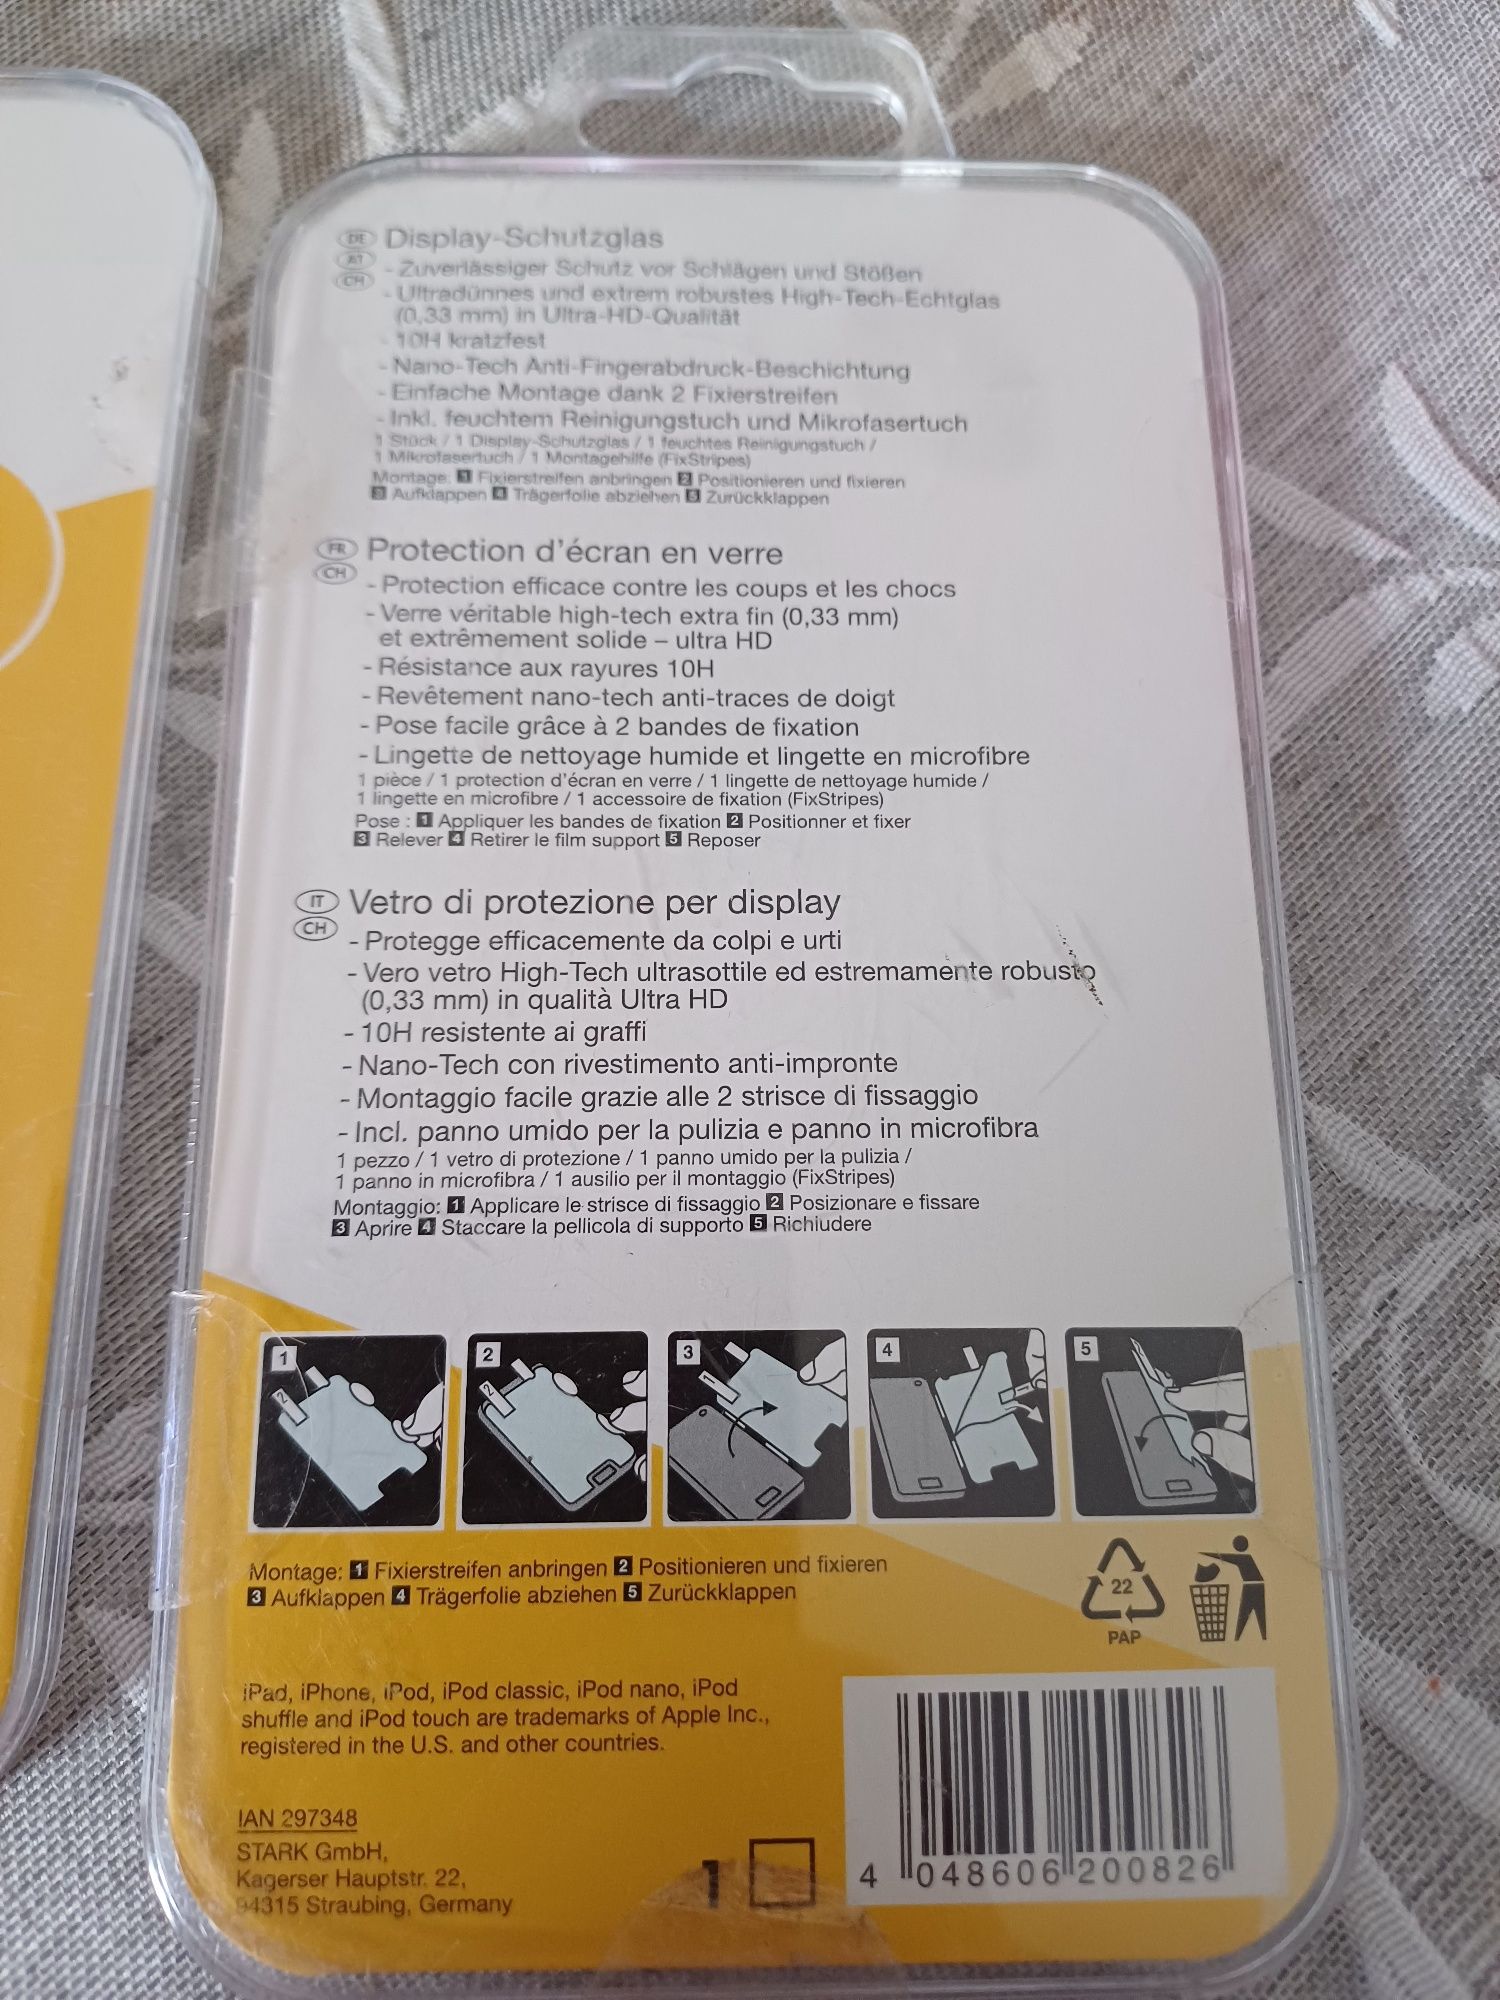 DE Display-Schutzglas
AT
CH
- Zuverlässiger Schutz vor Schlägen und Stößen
- Ultradünnes und extrem robustes High-Tech-Echtglas
(0,33 mm) in Ultra-HD-Qualität
- 10H kratzfest
- Nano-Tech Anti-Fingerabdruck-Beschichtung
- Einfache Montage dank 2 Fixierstreifen
- Inkl. feuchtem Reinigungstuch und Mikrofasertuch
1 Stück / 1 Display-Schutzglas / 1 feuchtes Reinigungstuch /
1 Mikrofasertuch / 1 Montagehilfe (FixStripes)
Montage: 1 Fixierstreifen anbringen 2 Positionieren und fixieren
3 Aufklappen 4 Trägerfolie abziehen 5 Zurückklappen
FR Protection d'écran en verre
CH
- Protection efficace contre les coups et les chocs
- Verre véritable high-tech extra fin (0,33 mm)
et extrêmement solide – ultra HD
- Résistance aux rayures 10H
- Revêtement nano-tech anti-traces de doigt
- Pose facile grâce à 2 bandes de fixation
- Lingette de nettoyage humide et lingette en microfibre
1 pièce / 1 protection d'écran en verre / 1 lingette de nettoyage humide /
1 lingette en microfibre / 1 accessoire de fixation (FixStripes)
Pose : 1 Appliquer les bandes de fixation 2 Positionner et fixer
3 Relever 4 Retirer le film support 5 Reposer
IT Vetro di protezione per display
CH
- Protegge efficacemente da colpi e urti
- Vero vetro High-Tech ultrasottile ed estremamente robusto
(0,33 mm) in qualità Ultra HD
- 10H resistente ai graffi
- Nano-Tech con rivestimento anti-impronte
- Montaggio facile grazie alle 2 strisce di fissaggio
- Incl. panno umido per la pulizia e panno in microfibra
1 pezzo / 1 vetro di protezione / 1 panno umido per la pulizia /
1 panno in microfibra / 1 ausilio per il montaggio (FixStripes)
Montaggio: 1 Applicare le strisce di fissaggio 2 Posizionare e fissare
3 Aprire 4 Staccare la pellicola di supporto 5 Richiudere
1 2 3 4 5
2 2 1 1
Montage: 1 Fixierstreifen anbringen 2 Positionieren und fixieren
3 Aufklappen 4 Trägerfolie abziehen 5 Zurückklappen
22
PAP
iPad, iPhone, iPod, iPod classic, iPod nano, iPod
shuffle and iPod touch are trademarks of Apple Inc.,
registered in the U.S. and other countries.
IAN 297348
STARK GmbH,
Kagerser Hauptstr. 22,
94315 Straubing, Germany
1
4 048606 200826